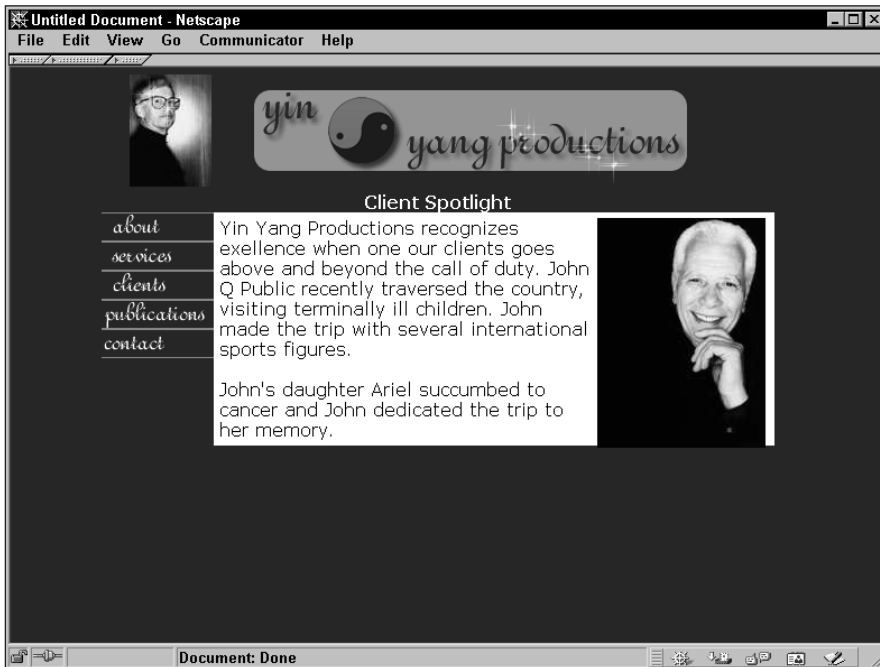 Untitled Document - Netscape
File Edit View Go Communicator Help
yin
yang productions
Client Spotlight
about
services
clients
publications
contact
Yin Yang Productions recognizes
exellence when one our clients goes
above and beyond the call of duty. John
Q Public recently traversed the country,
visiting terminally ill children. John
made the trip with several international
sports figures.
John's daughter Ariel succumbed to
cancer and John dedicated the trip to
her memory.
Document: Done